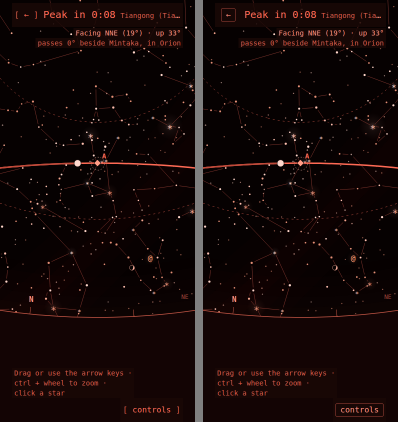 [ ← ] Peak in 0:08 Tiangong (Tia…
Facing NNE (19°) · up 33°
passes 0° beside Mintaka, in Orion
A
@
N
NE
Drag or use the arrow keys ·
ctrl + wheel to zoom ·
click a star
[ controls ]
← Peak in 0:08 Tiangong (Tia…
Facing NNE (19°) · up 33°
passes 0° beside Mintaka, in Orion
A
@
N
NE
Drag or use the arrow keys ·
ctrl + wheel to zoom ·
click a star
controls